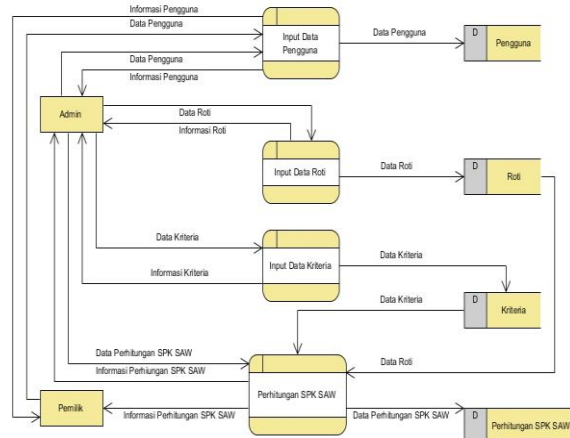 Informasi Pengguna
Data Pengguna
Input Data
Pengguna
Data Pengguna
D
Pengguna
Data Pengguna
Informasi Pengguna
Admin
Data Roti
Informasi Roti
Input Data Roti
Data Roti
D
Roti
Data Kriteria
Informasi Kriteria
Input Data Kriteria
Data Kriteria
Data Kriteria
D
Kriteria
Data Perhitungan SPK SAW
Informasi Perhiungan SPK SAW
Perhitungan SPK SAW
Data Roti
Pemilik
Informasi Perhitungan SPK SAW
Data Perhitungan SPK SAW
D
Perhitungan SPK SAW